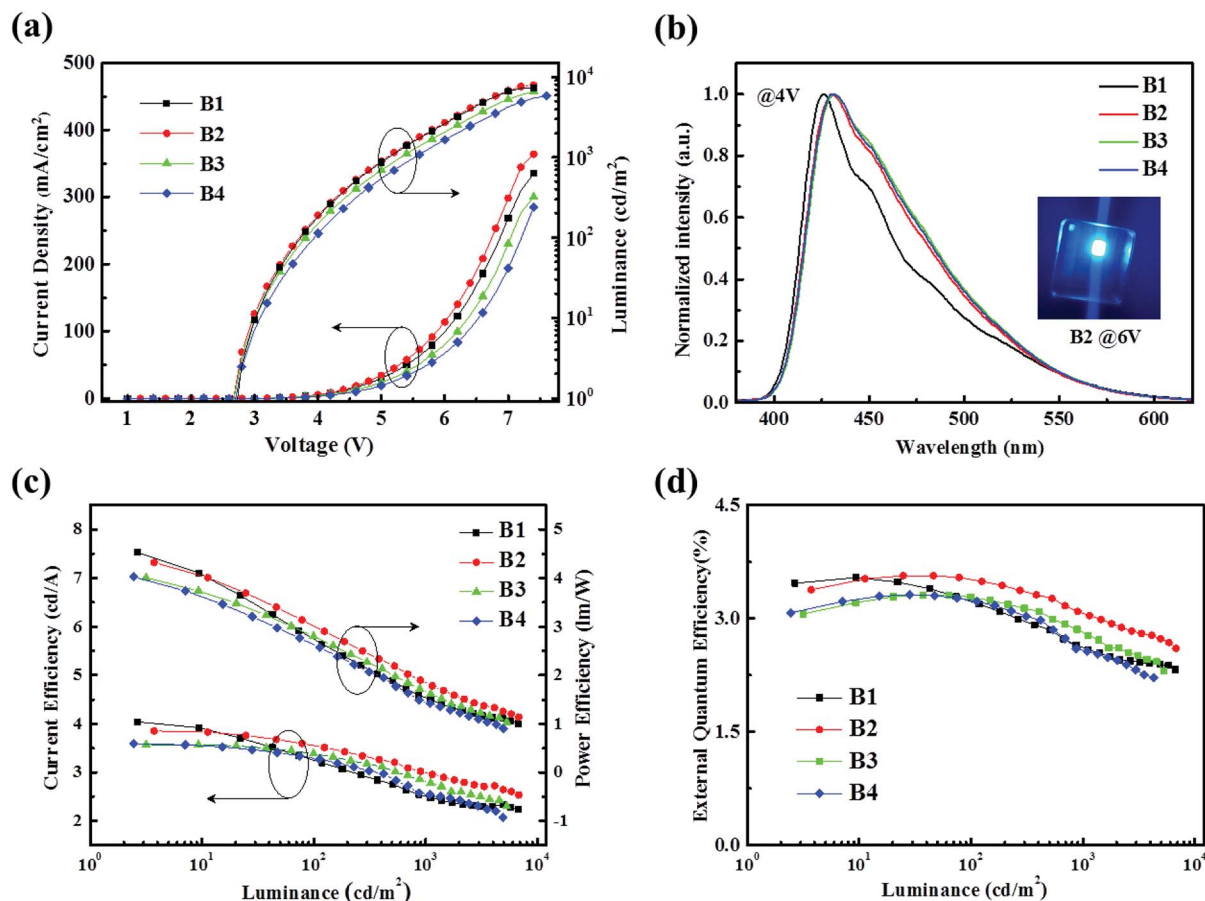 (a)
500
400
300
200
100
0
1 2 3 4 5 6 7
10⁴
10³
10²
10¹
10⁰
Current Density (mA/cm²)
Luminance (cd/m²)
Voltage (V)
B1
B2
B3
B4
(b)
1.0
0.8
0.6
0.4
0.2
0.0
400 450 500 550 600
Normalized intensity (a.u.)
Wavelength (nm)
@4V
B1
B2
B3
B4
B2 @6V
(c)
8
7
6
5
4
3
2
5
4
3
2
1
0
-1
10⁰ 10¹ 10² 10³ 10⁴
Current Efficiency (cd/A)
Power Efficiency (lm/W)
Luminance (cd/m²)
B1
B2
B3
B4
(d)
4.5
3.0
1.5
0.0
10⁰ 10¹ 10² 10³ 10⁴
External Quantum Efficiency(%)
Luminance (cd/m²)
B1
B2
B3
B4